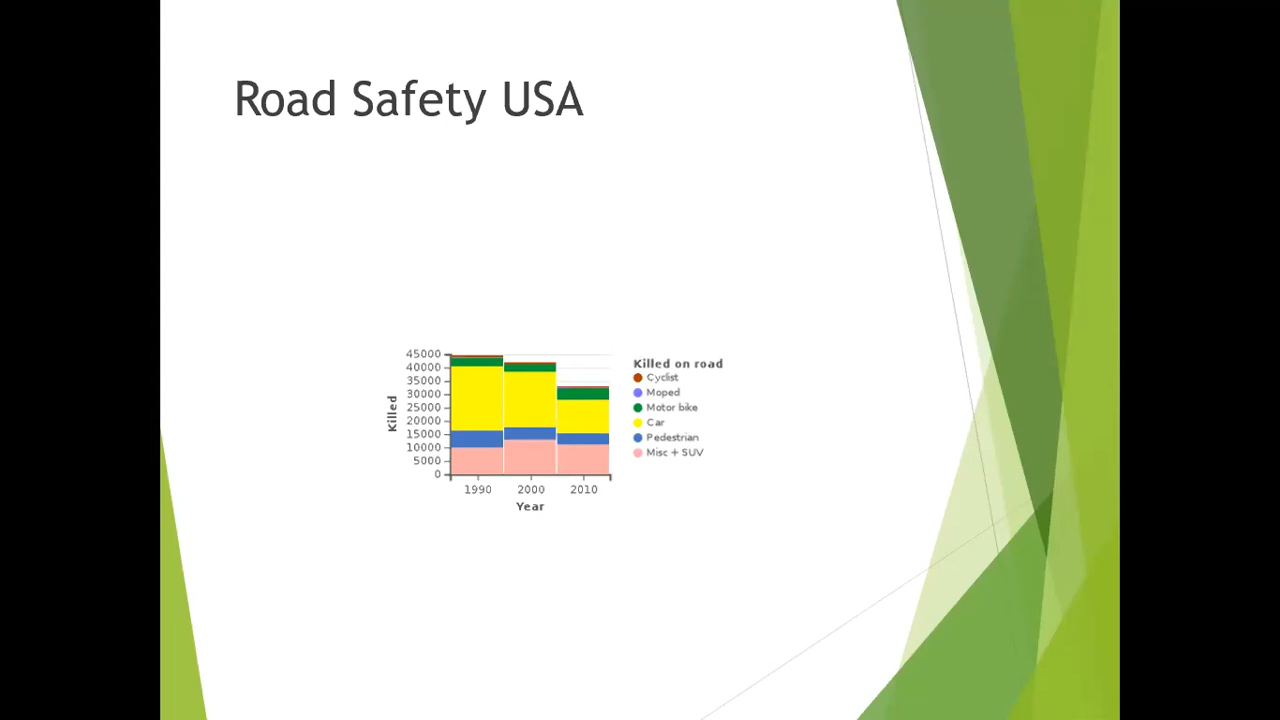 Road Safety USA
45000
40000
35000
30000
25000
20000
15000
10000
5000
0
Killed
1990 2000 2010
Year
Killed on road
Cyclist
Moped
Motor bike
Car
Pedestrian
Misc + SUV